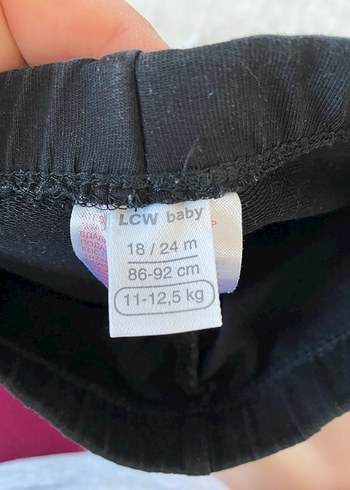 LCW baby
18 / 24 m
86-92 cm
11-12,5 kg